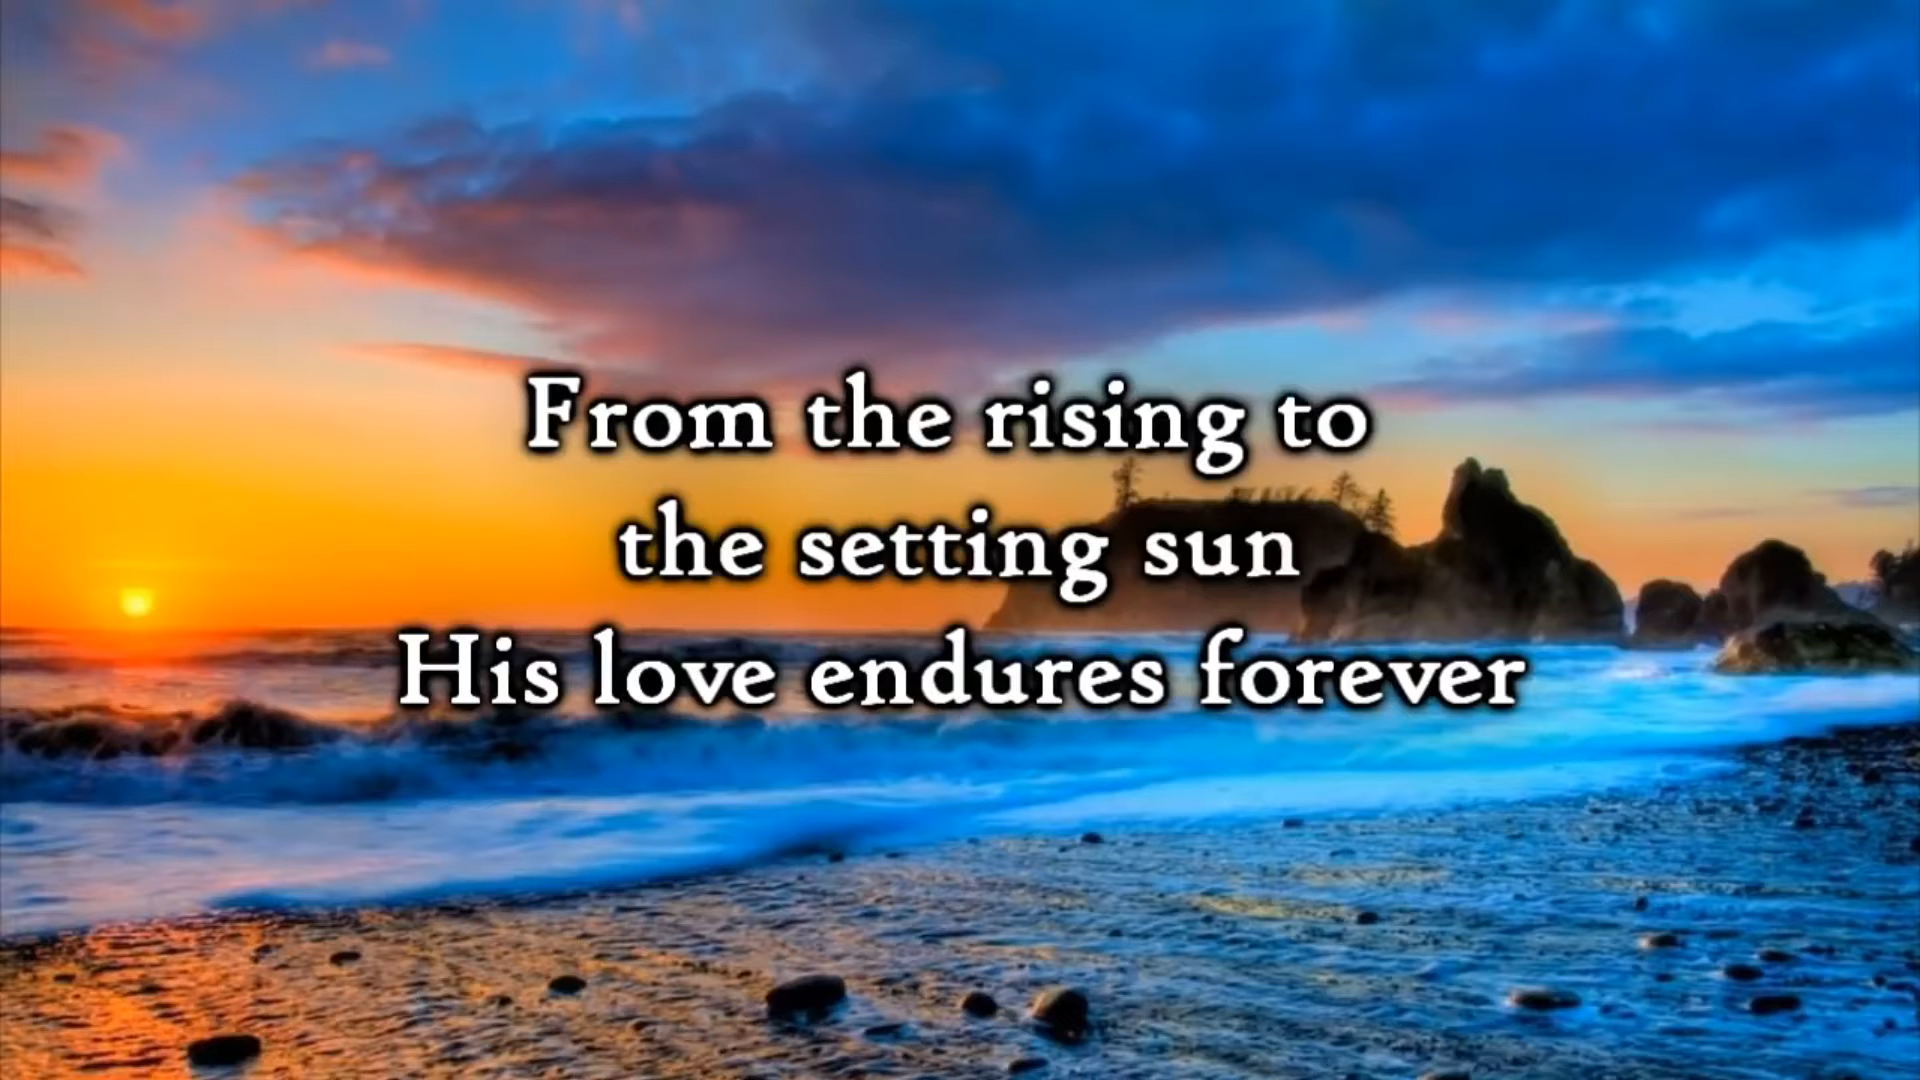 From the rising to
the setting sun
His love endures forever